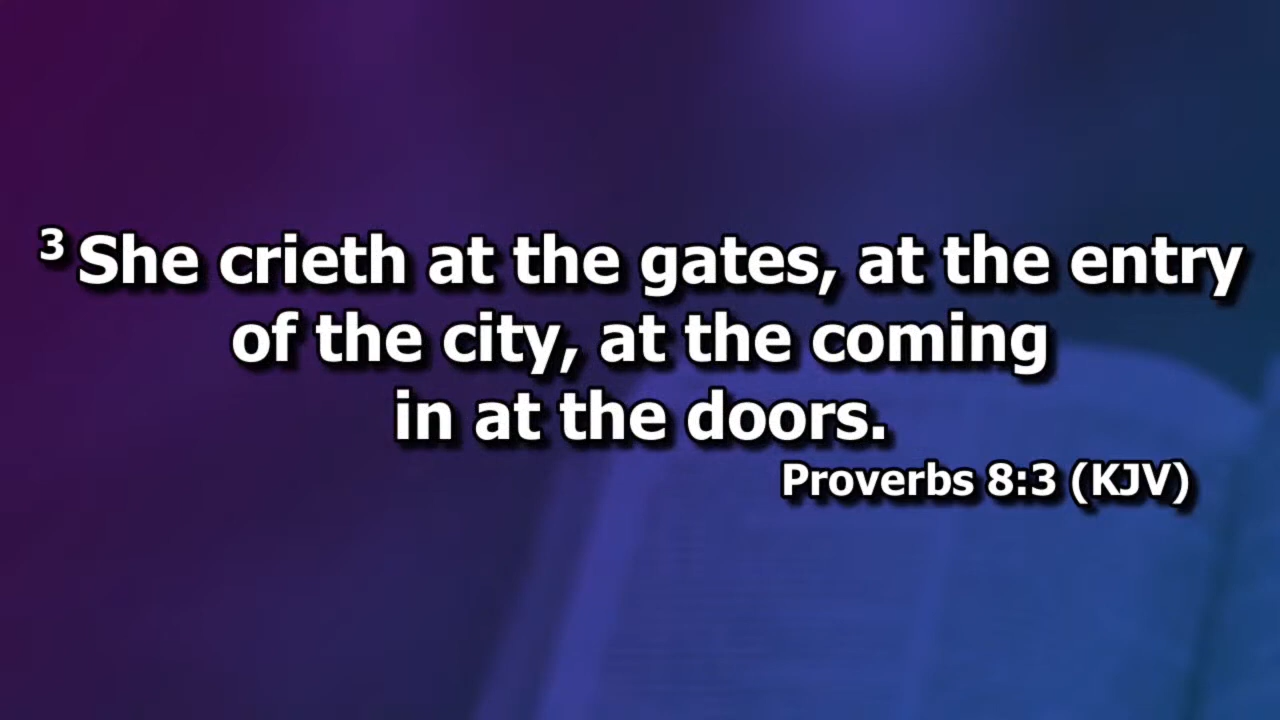 3 She crieth at the gates, at the entry
of the city, at the coming
in at the doors.
Proverbs 8:3 (KJV)